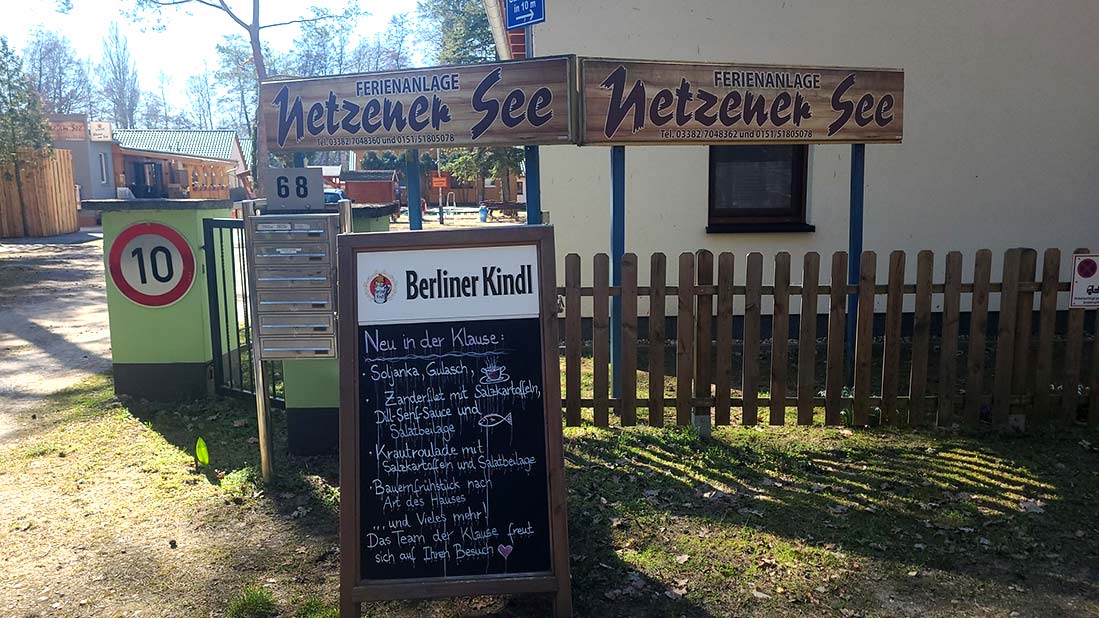 in 10 m
FERIENANLAGE
Netzener See
Tel. 03382/7048360 und 0151/51805078
FERIENANLAGE
Netzener See
Tel. 03382/7048362 und 0151/51805078
68
10
Berliner Kindl
Neu in der Klause:
• Soljanka, Gulasch,
• Zanderfilet mit Salzkartoffeln,
Dill-Senf-Sauce und
Salatbeilage
• Krautroulade mit
Salzkartoffeln und Salatbeilage
• Bauernfrühstück nach
Art des Hauses
...und Vieles mehr!
Das Team der Klause freut
sich auf Ihren Besuch